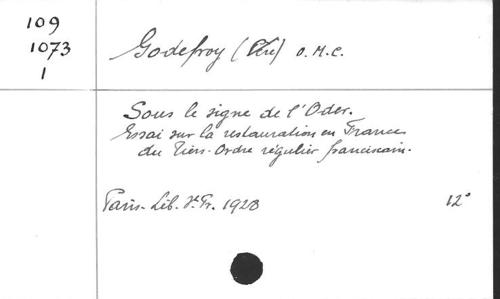 109
1073
1
Godefroy (Père) O.M.C.
Sous le signe de l'Oder.
Essai sur la restauration en France
du Tiers-Ordre régulier franciscain.
Paris. Lib. St. Fr. 1923
12°